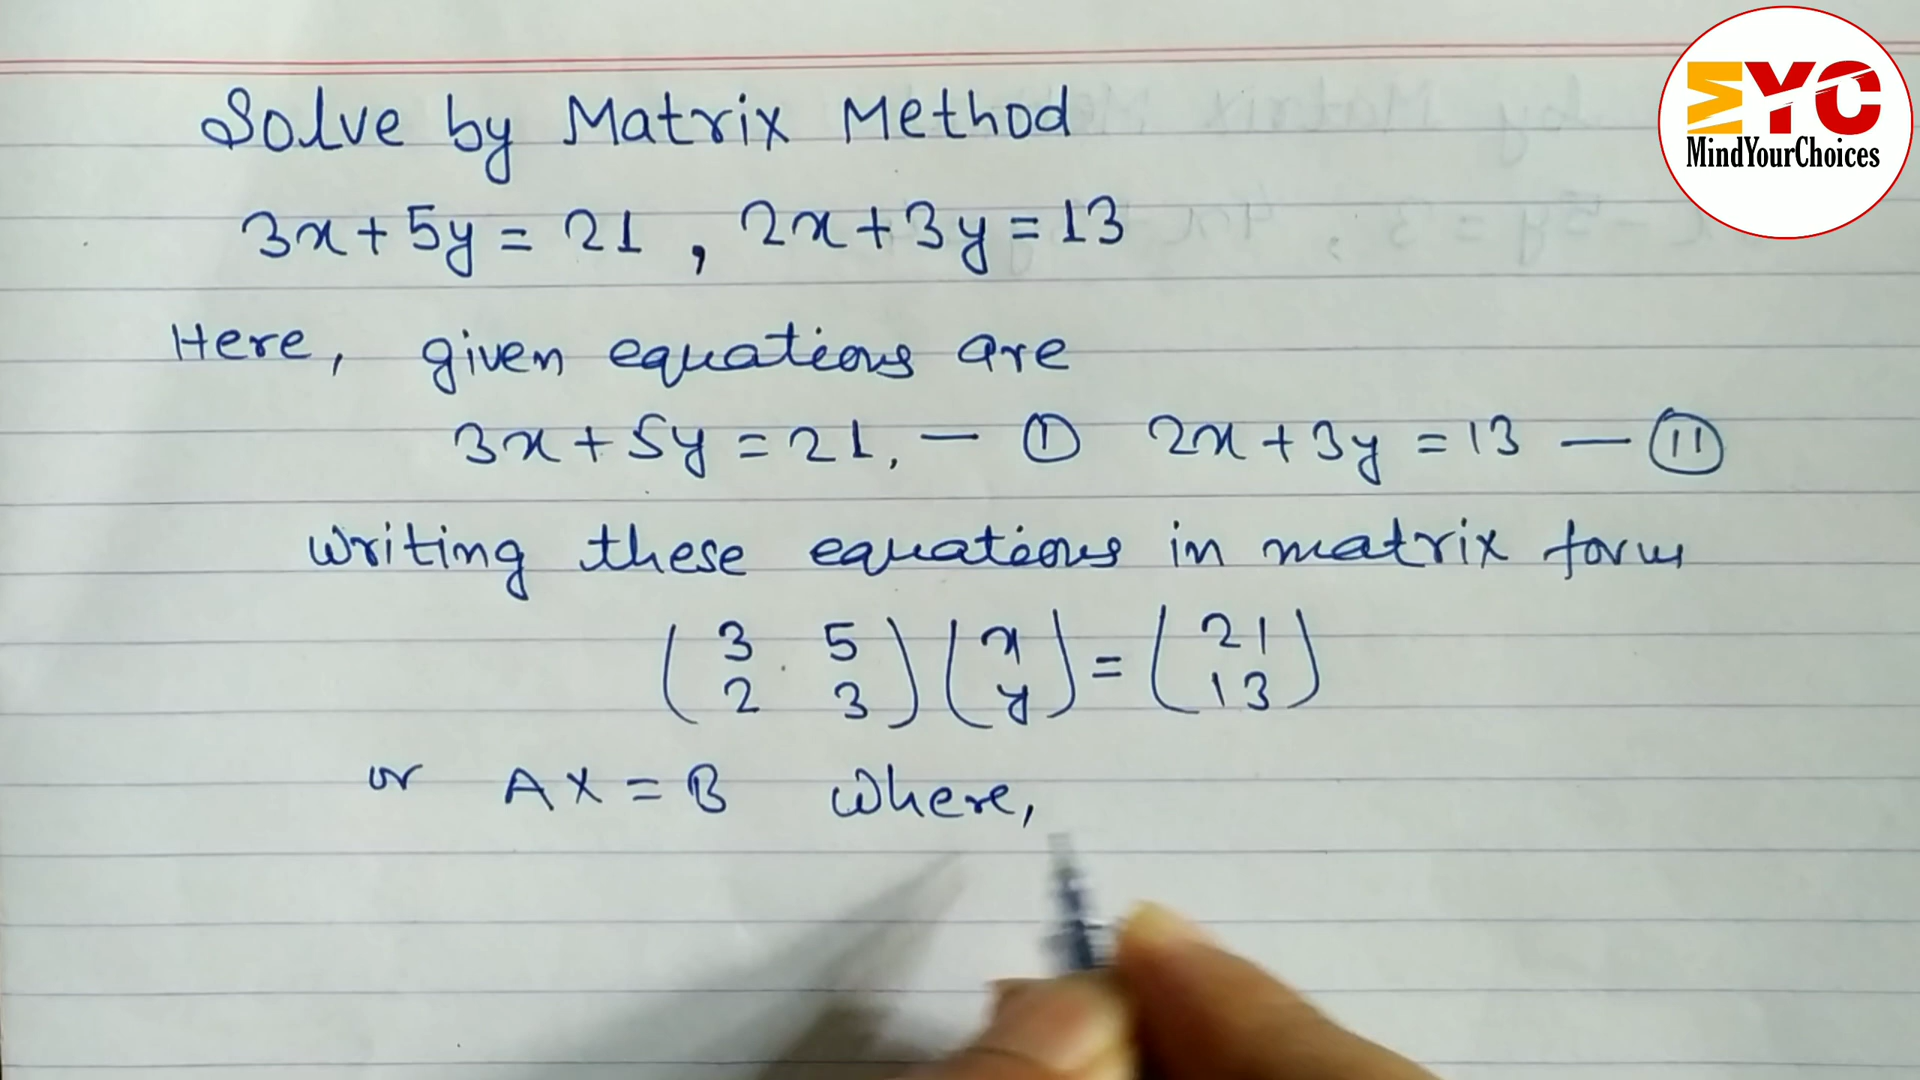 MYC
MindYourChoices
Solve by Matrix Method
3x + 5y = 21 , 2x + 3y = 13
Here, given equations are
3x + 5y = 21, — (I) 2x + 3y = 13 — (II)
Writing these equations in matrix form
( 3 5 ) ( x ) = ( 21 )
( 2 3 ) ( y ) ( 13 )
or AX = B where,